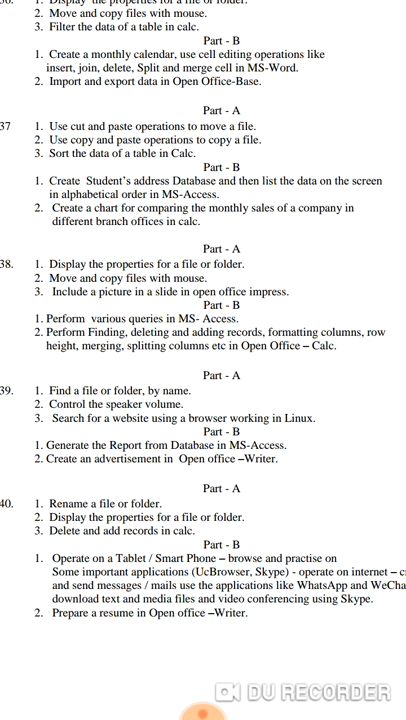 2. Move and copy files with mouse.
3. Filter the data of a table in calc.
Part - B
1. Create a monthly calendar, use cell editing operations like
insert, join, delete, Split and merge cell in MS-Word.
2. Import and export data in Open Office-Base.
Part - A
37 1. Use cut and paste operations to move a file.
2. Use copy and paste operations to copy a file.
3. Sort the data of a table in Calc.
Part - B
1. Create Student's address Database and then list the data on the screen
in alphabetical order in MS-Access.
2. Create a chart for comparing the monthly sales of a company in
different branch offices in calc.
Part - A
38. 1. Display the properties for a file or folder.
2. Move and copy files with mouse.
3. Include a picture in a slide in open office impress.
Part - B
1. Perform various queries in MS- Access.
2. Perform Finding, deleting and adding records, formatting columns, row
height, merging, splitting columns etc in Open Office – Calc.
Part - A
39. 1. Find a file or folder, by name.
2. Control the speaker volume.
3. Search for a website using a browser working in Linux.
Part - B
1. Generate the Report from Database in MS-Access.
2. Create an advertisement in Open office –Writer.
Part - A
40. 1. Rename a file or folder.
2. Display the properties for a file or folder.
3. Delete and add records in calc.
Part - B
1. Operate on a Tablet / Smart Phone – browse and practise on
Some important applications (UcBrowser, Skype) - operate on internet –
and send messages / mails use the applications like WhatsApp and WeCha
download text and media files and video conferencing using Skype.
2. Prepare a resume in Open office –Writer.
DU RECORDER